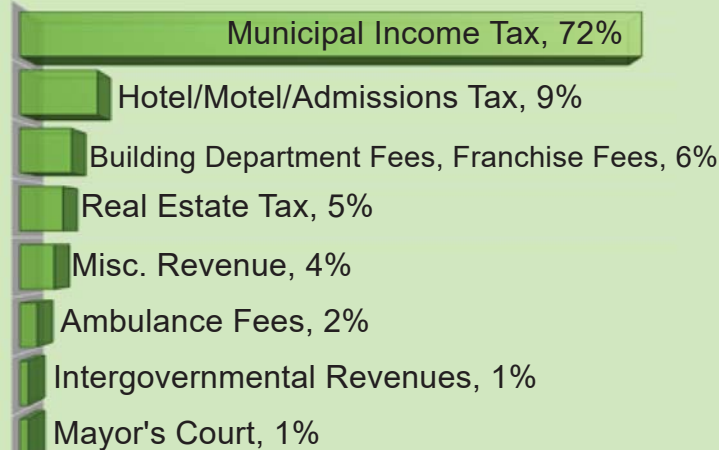 Municipal Income Tax, 72%
Hotel/Motel/Admissions Tax, 9%
Building Department Fees, Franchise Fees, 6%
Real Estate Tax, 5%
Misc. Revenue, 4%
Ambulance Fees, 2%
Intergovernmental Revenues, 1%
Mayor's Court, 1%